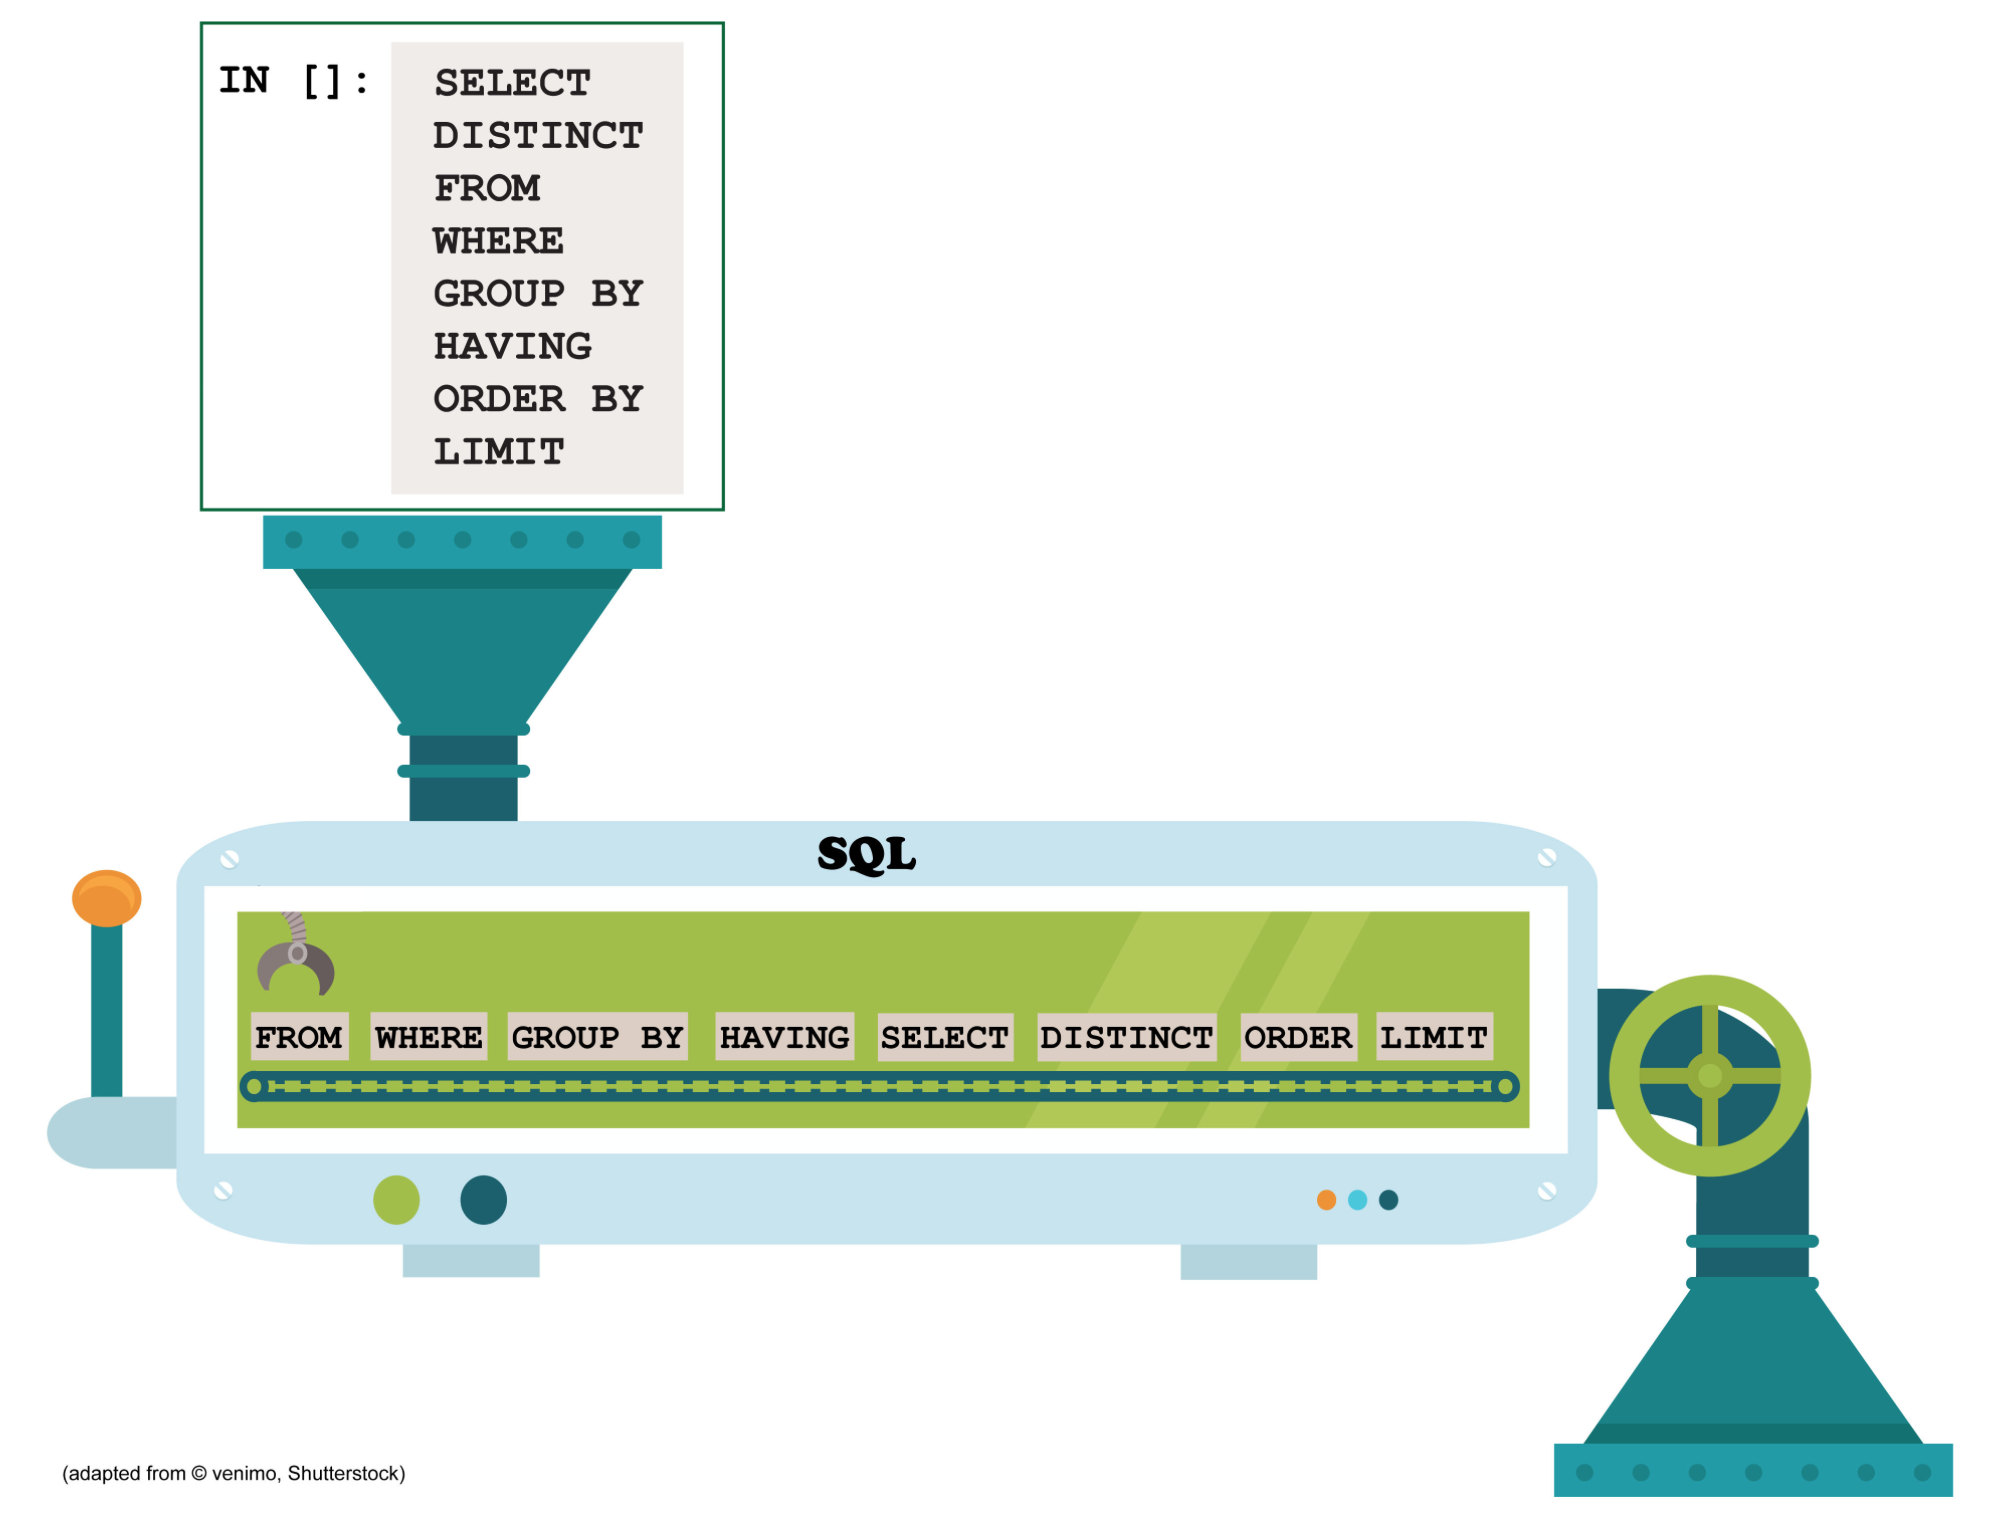 IN []: SELECT
DISTINCT
FROM
WHERE
GROUP BY
HAVING
ORDER BY
LIMIT
SQL
FROM WHERE GROUP BY HAVING SELECT DISTINCT ORDER LIMIT
(adapted from © venimo, Shutterstock)